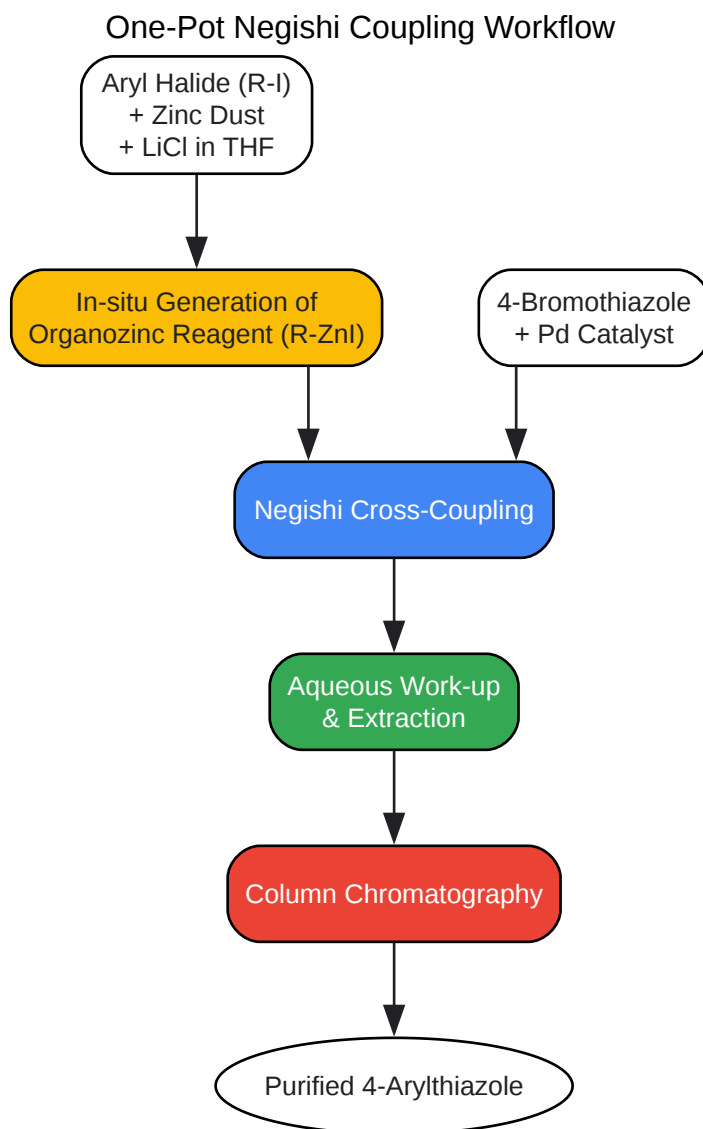 One-Pot Negishi Coupling Workflow
Aryl Halide (R-I)
+ Zinc Dust
+ LiCl in THF
In-situ Generation of
Organozinc Reagent (R-ZnI)
4-Bromothiazole
+ Pd Catalyst
Negishi Cross-Coupling
Aqueous Work-up
& Extraction
Column Chromatography
Purified 4-Arylthiazole